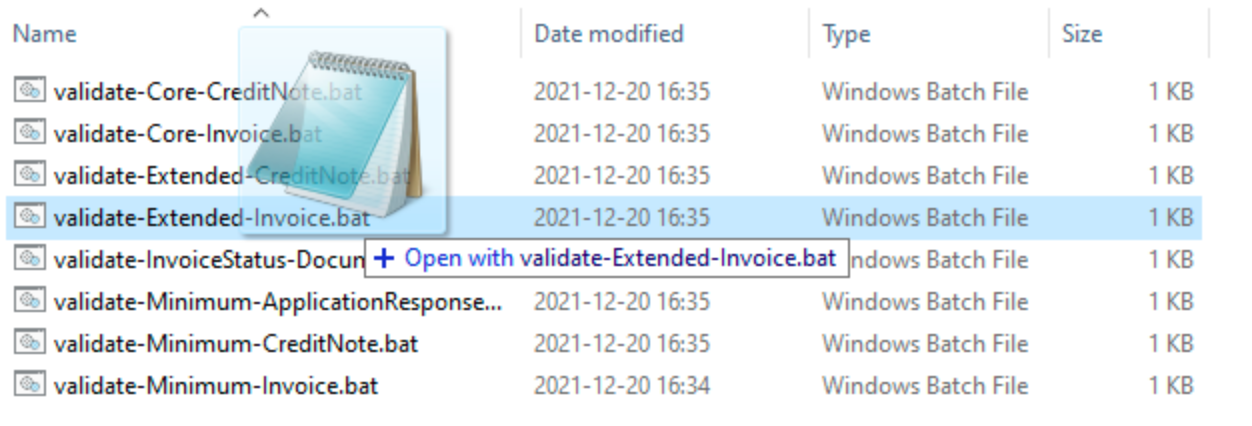 Name Date modified Type Size
validate-Core-CreditNote.bat 2021-12-20 16:35 Windows Batch File 1 KB
validate-Core-Invoice.bat 2021-12-20 16:35 Windows Batch File 1 KB
validate-Extended-CreditNote.bat 2021-12-20 16:35 Windows Batch File 1 KB
validate-Extended-Invoice.bat 2021-12-20 16:35 Windows Batch File 1 KB
validate-InvoiceStatus-Docun + Open with validate-Extended-Invoice.bat ndows Batch File 1 KB
validate-Minimum-ApplicationResponse... 2021-12-20 16:35 Windows Batch File 1 KB
validate-Minimum-CreditNote.bat 2021-12-20 16:35 Windows Batch File 1 KB
validate-Minimum-Invoice.bat 2021-12-20 16:34 Windows Batch File 1 KB